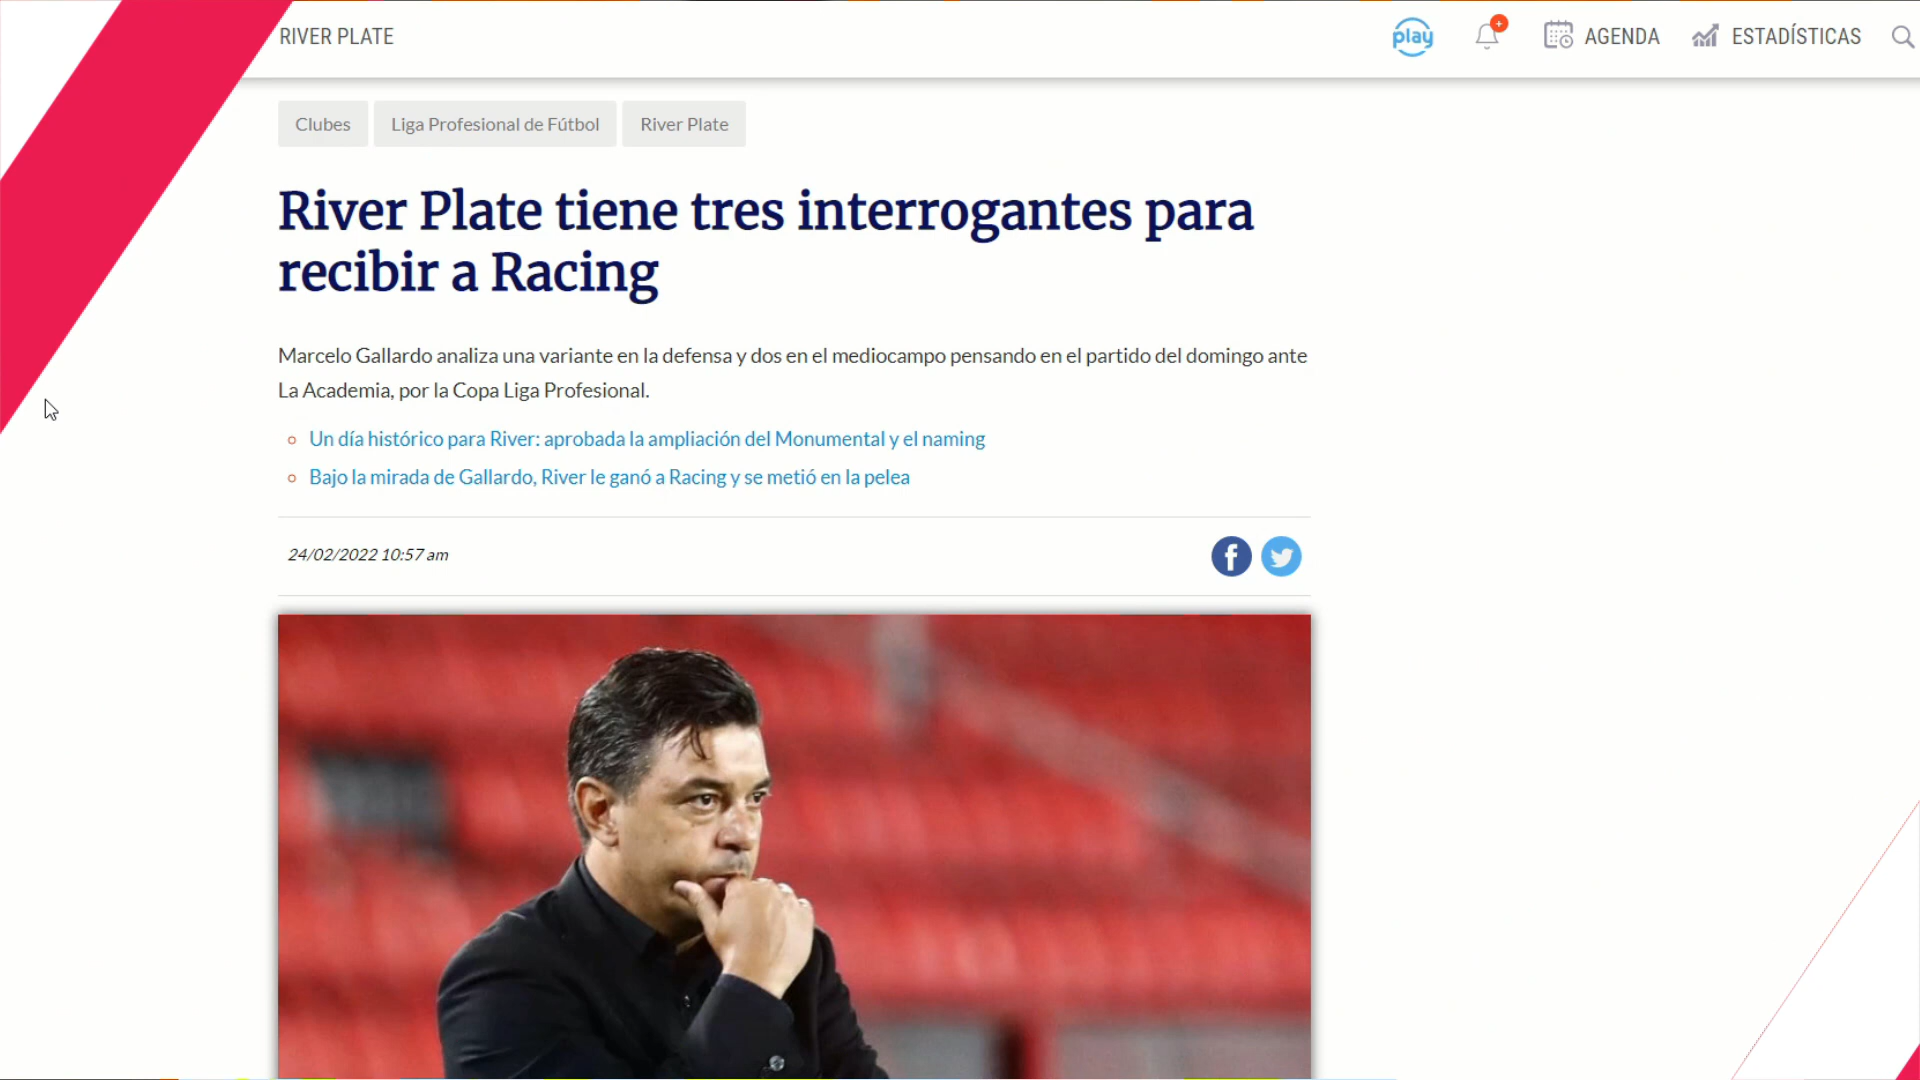 RIVER PLATE
play
+
AGENDA
ESTADÍSTICAS
Clubes
Liga Profesional de Fútbol
River Plate
River Plate tiene tres interrogantes para
recibir a Racing
Marcelo Gallardo analiza una variante en la defensa y dos en el mediocampo pensando en el partido del domingo ante
La Academia, por la Copa Liga Profesional.
Un día histórico para River: aprobada la ampliación del Monumental y el naming
Bajo la mirada de Gallardo, River le ganó a Racing y se metió en la pelea
24/02/2022 10:57 am